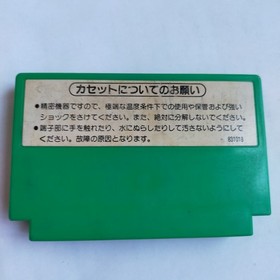 カセットについてのお願い
●精密機器ですので、極端な温度条件下での使用や保管および強い
ショックをさけてください。また、絶対に分解しないでください。
●端子部に手を触れたり、水にぬらしたりして汚さないようにして
ください。故障の原因となります。